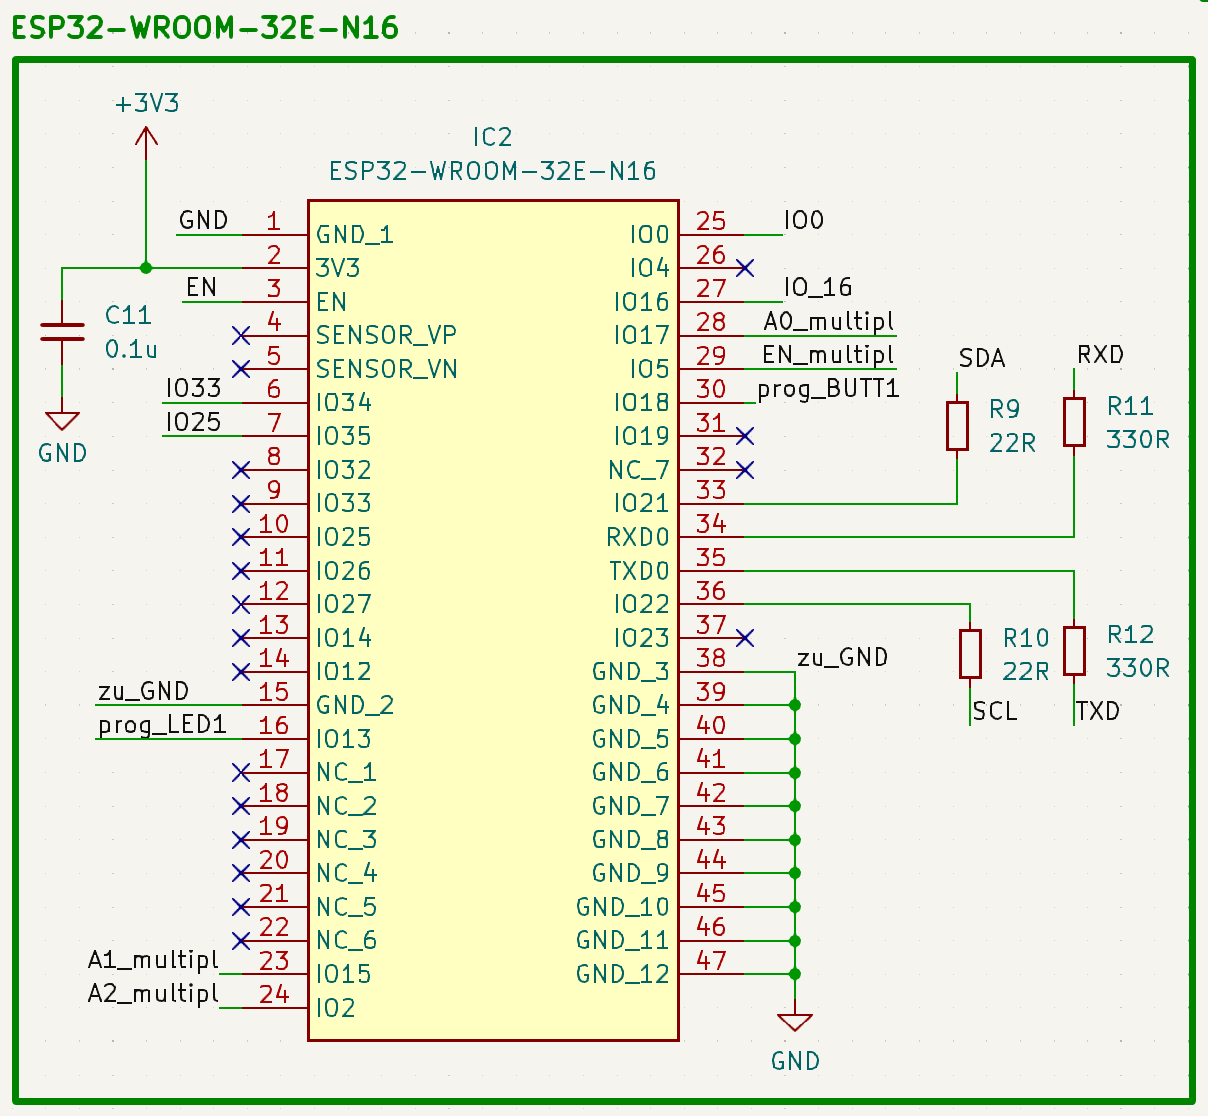 ESP32-WROOM-32E-N16
+3V3
IC2
ESP32-WROOM-32E-N16
GND 1 GND_1
2 3V3
EN 3 EN
4 SENSOR_VP
5 SENSOR_VN
IO33 6 IO34
IO25 7 IO35
8 IO32
9 IO33
10 IO25
11 IO26
12 IO27
13 IO14
14 IO12
zu_GND 15 GND_2
prog_LED1 16 IO13
17 NC_1
18 NC_2
19 NC_3
20 NC_4
21 NC_5
22 NC_6
A1_multipl 23 IO15
A2_multipl 24 IO2
C11
0.1u
GND
IO0 25 IO0
IO4 26
IO16 27 IO_16
IO17 28 A0_multipl
IO5 29 EN_multipl
IO18 30 prog_BUTT1
IO19 31
NC_7 32
IO21 33
RXD0 34
TXD0 35
IO22 36
IO23 37
GND_3 38 zu_GND
GND_4 39
GND_5 40
GND_6 41
GND_7 42
GND_8 43
GND_9 44
GND_10 45
GND_11 46
GND_12 47
GND
SDA
R9
22R
RXD
R11
330R
R10
22R
SCL
R12
330R
TXD